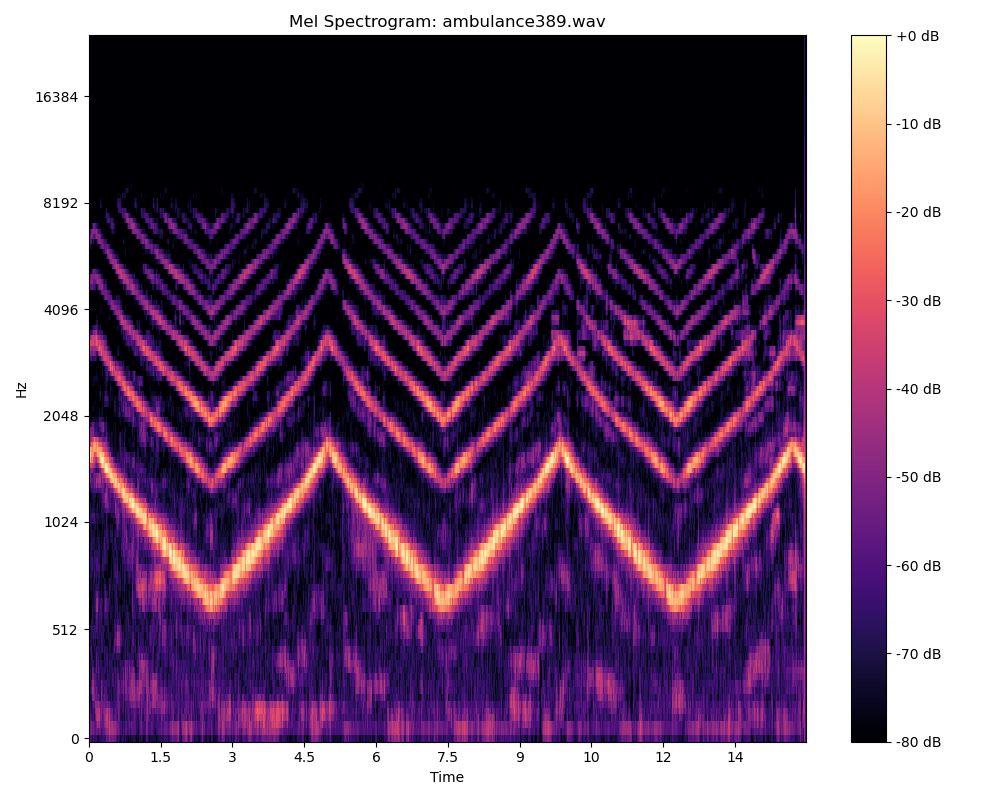 Mel Spectrogram: ambulance389.wav
+0 dB
16384
-10 dB
8192
-20 dB
4096
-30 dB
Hz
2048
-40 dB
-50 dB
1024
-60 dB
512
-70 dB
0
-80 dB
0 1.5 3 4.5 6 7.5 9 10 12 14
Time